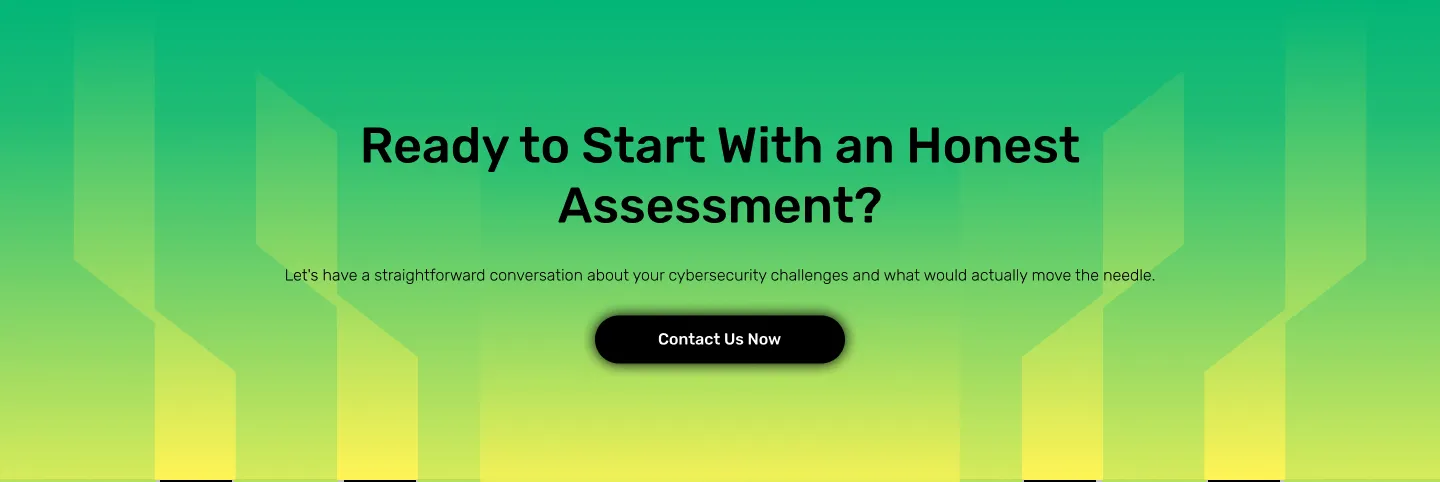 Ready to Start With an Honest
Assessment?
Let's have a straightforward conversation about your cybersecurity challenges and what would actually move the needle.
Contact Us Now